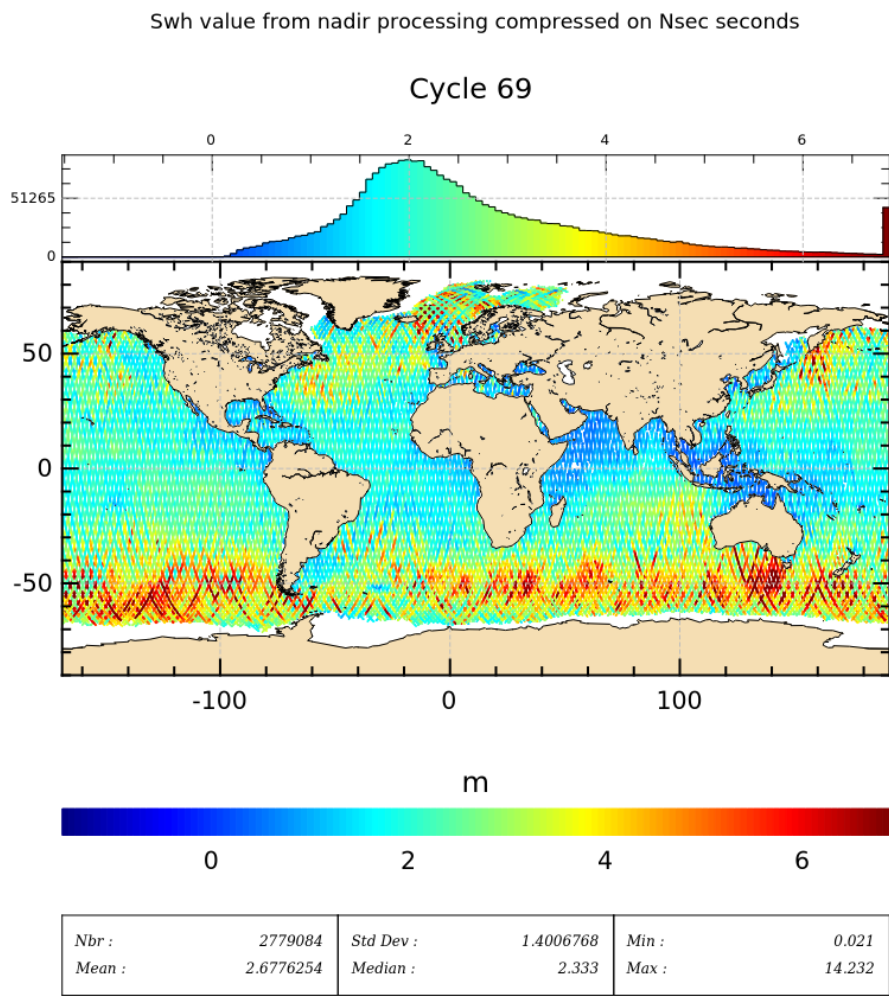 Swh value from nadir processing compressed on Nsec seconds
Cycle 69
0 2 4 6
51265
0
50
0
-50
-100 0 100
m
0 2 4 6
Nbr : 2779084 Std Dev : 1.4006768 Min : 0.021
Mean : 2.6776254 Median : 2.333 Max : 14.232